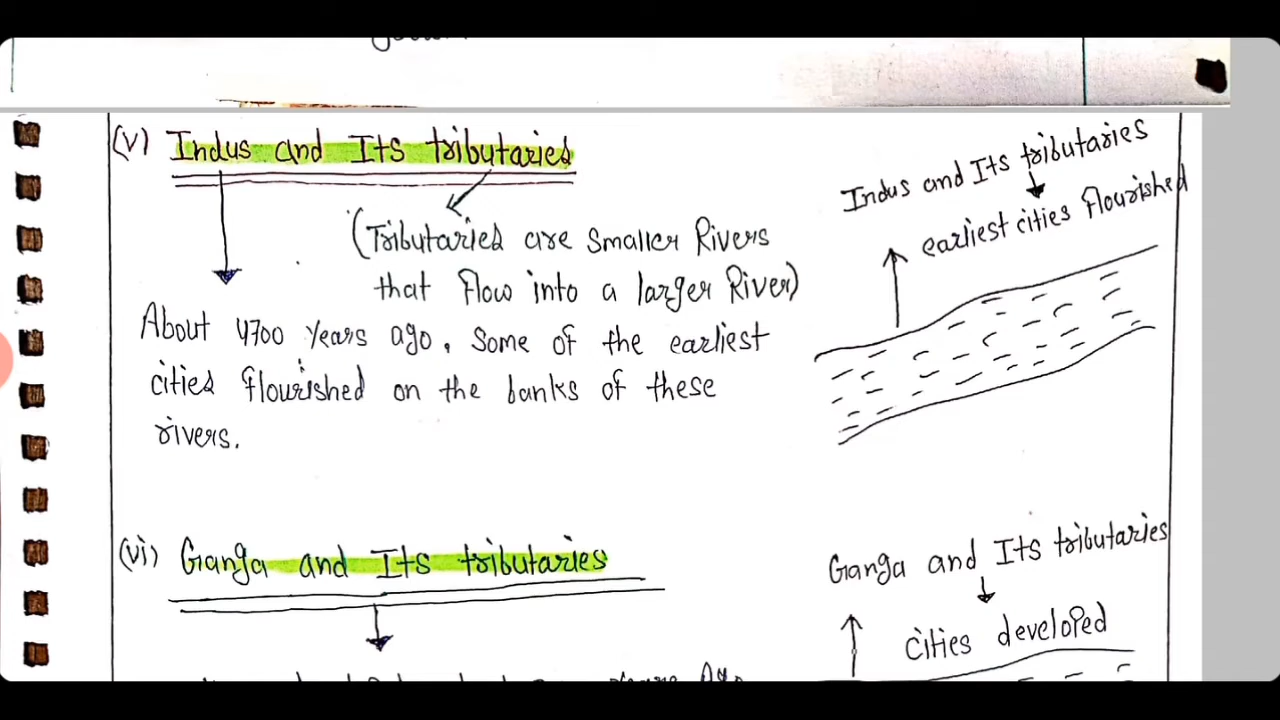 (v) Indus and Its tributaries
(Tributaries are Smaller Rivers
that flow into a larger River)
About 4700 Years ago, Some of the earliest
cities flourished on the banks of these
rivers.
Indus and Its tributaries
earliest cities flourished
(vi) Ganga and Its tributaries
Ganga and Its tributaries
cities developed